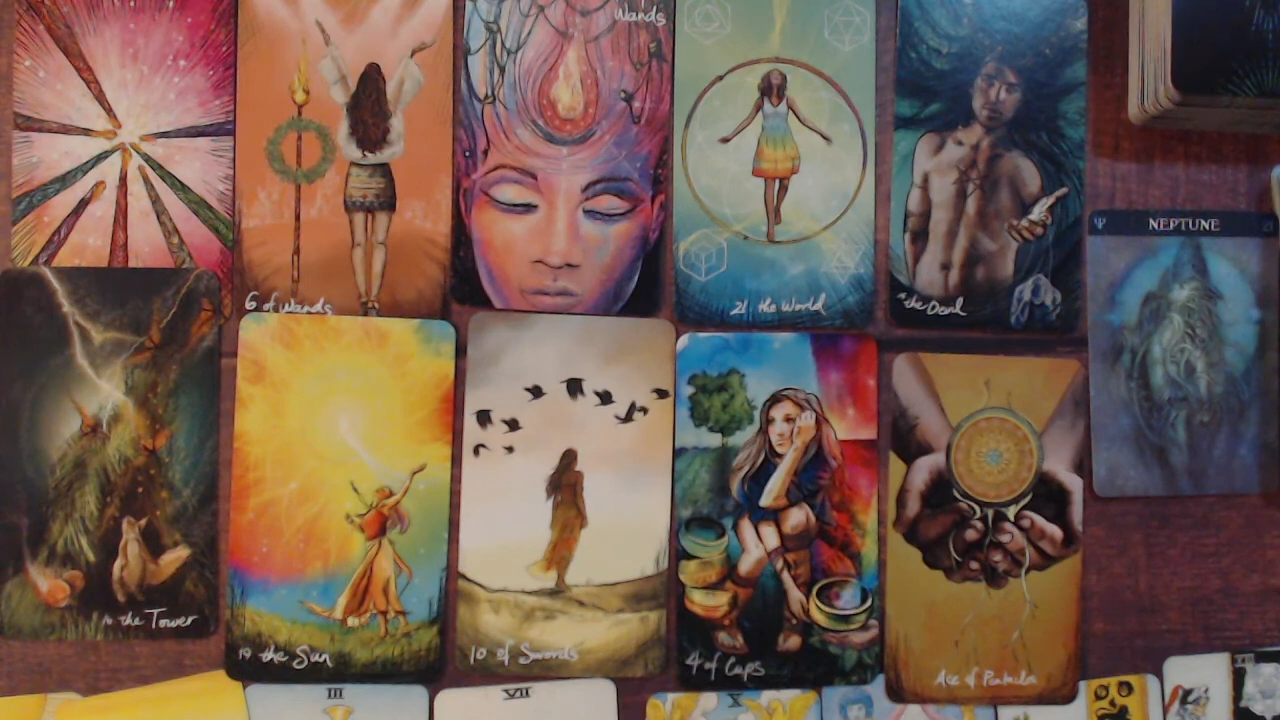 Wands
6 of Wands
21 the World
the Devil
NEPTUNE
the Tower
19 the Sun
10 of Swords
4 of Cups
Ace of Pentacles
III
VII
X